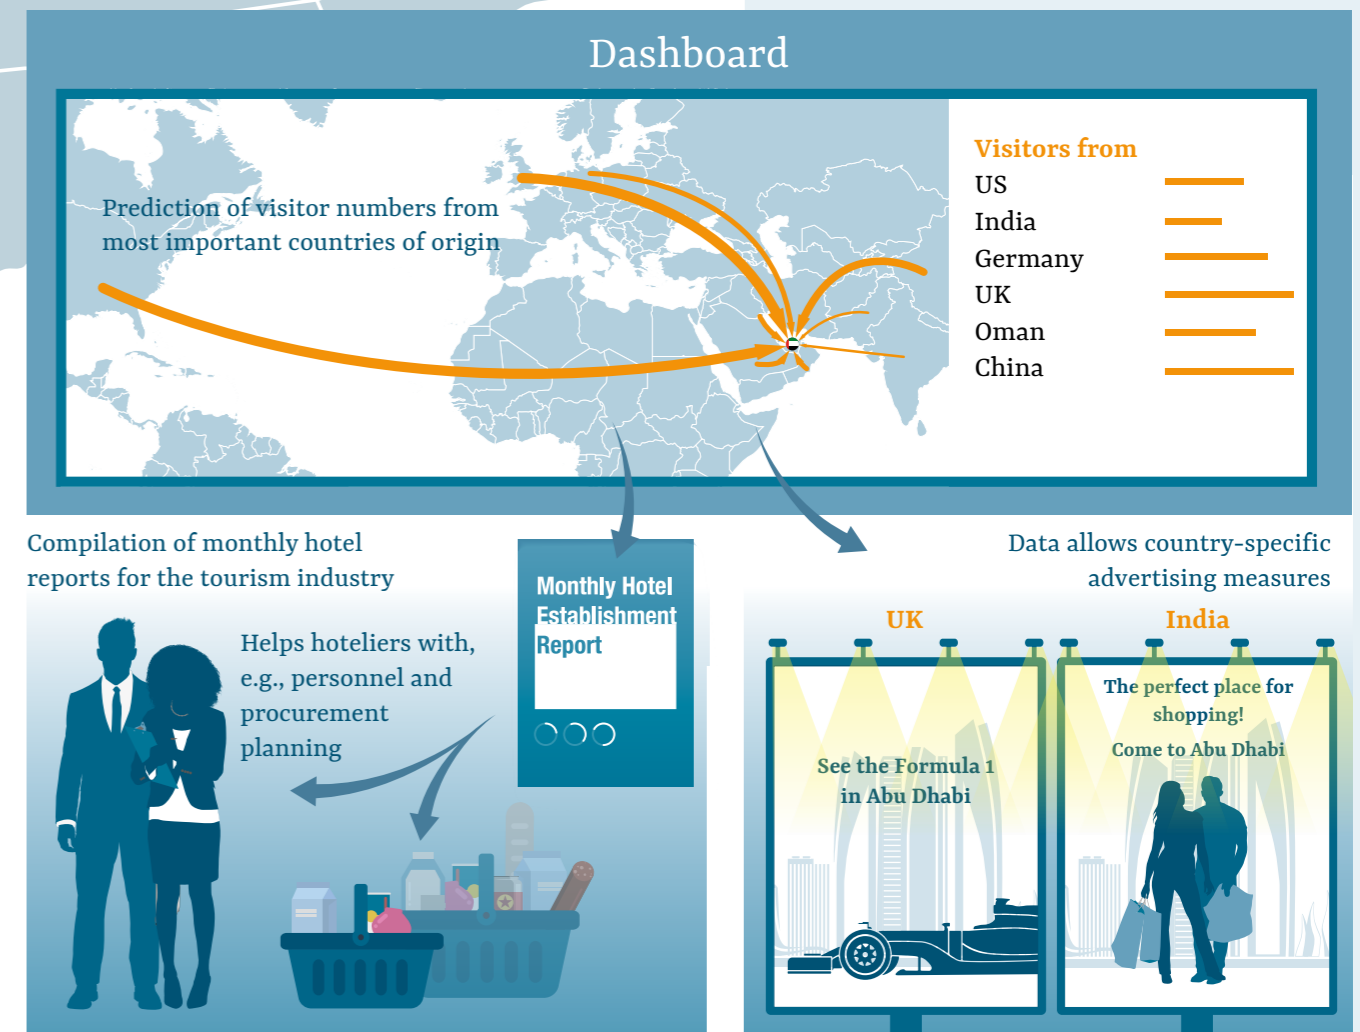 Dashboard
Prediction of visitor numbers from
most important countries of origin
Visitors from
US
India
Germany
UK
Oman
China
Compilation of monthly hotel
reports for the tourism industry
Helps hoteliers with,
e.g., personnel and
procurement
planning
Monthly Hotel
Establishment
Report
Data allows country-specific
advertising measures
UK
See the Formula 1
in Abu Dhabi
India
The perfect place for
shopping!
Come to Abu Dhabi